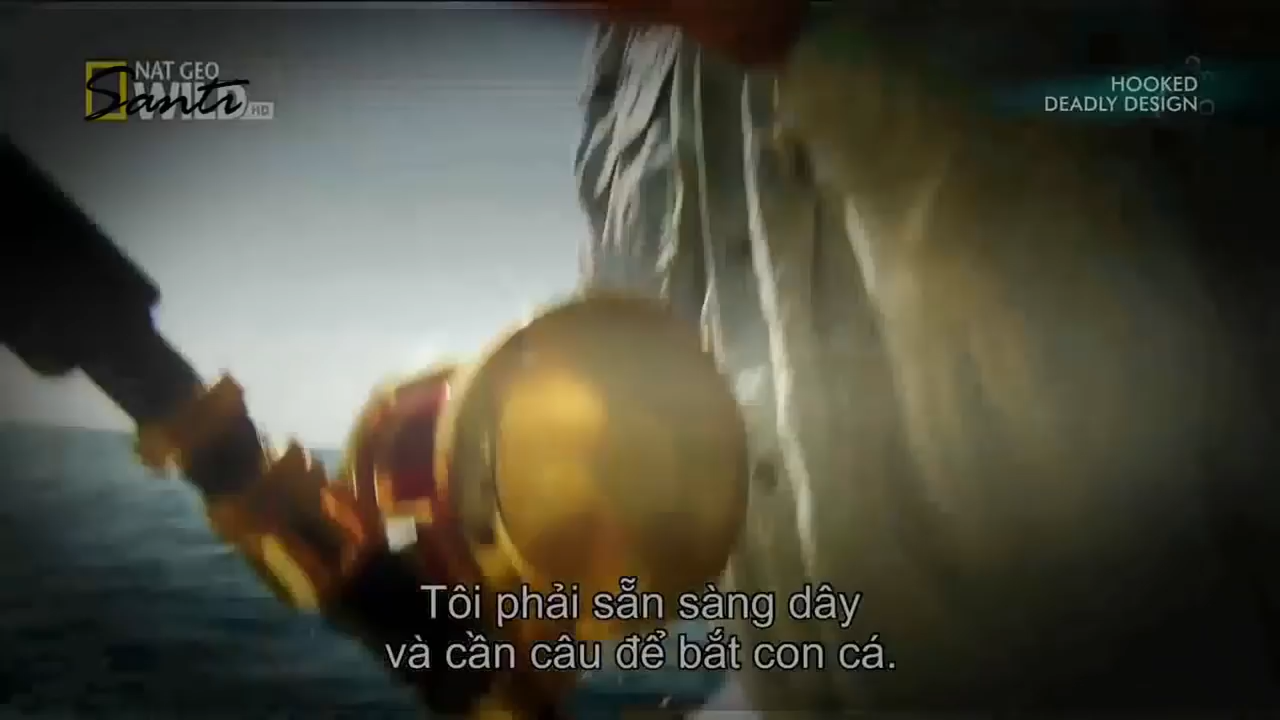 NAT GEO
WILD HD
Santi
HOOKED
DEADLY DESIGN
Tôi phải sẵn sàng dây
và cần câu để bắt con cá.